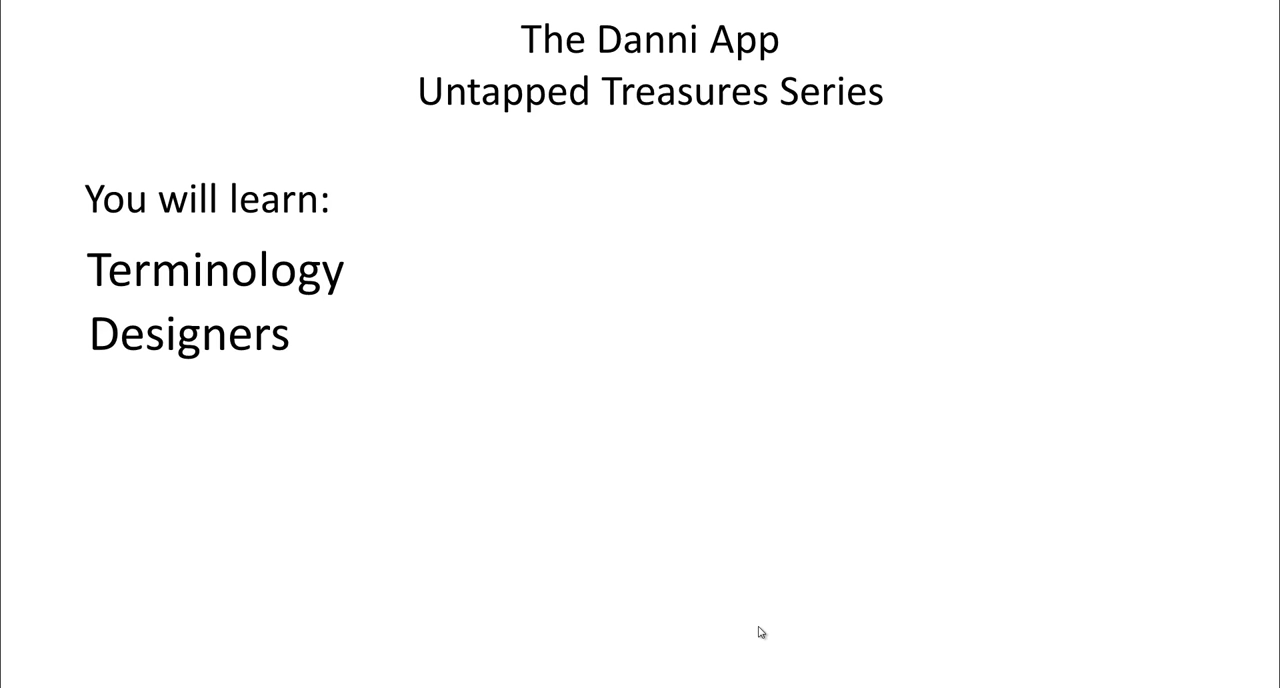 The Danni App
Untapped Treasures Series
You will learn:
Terminology
Designers